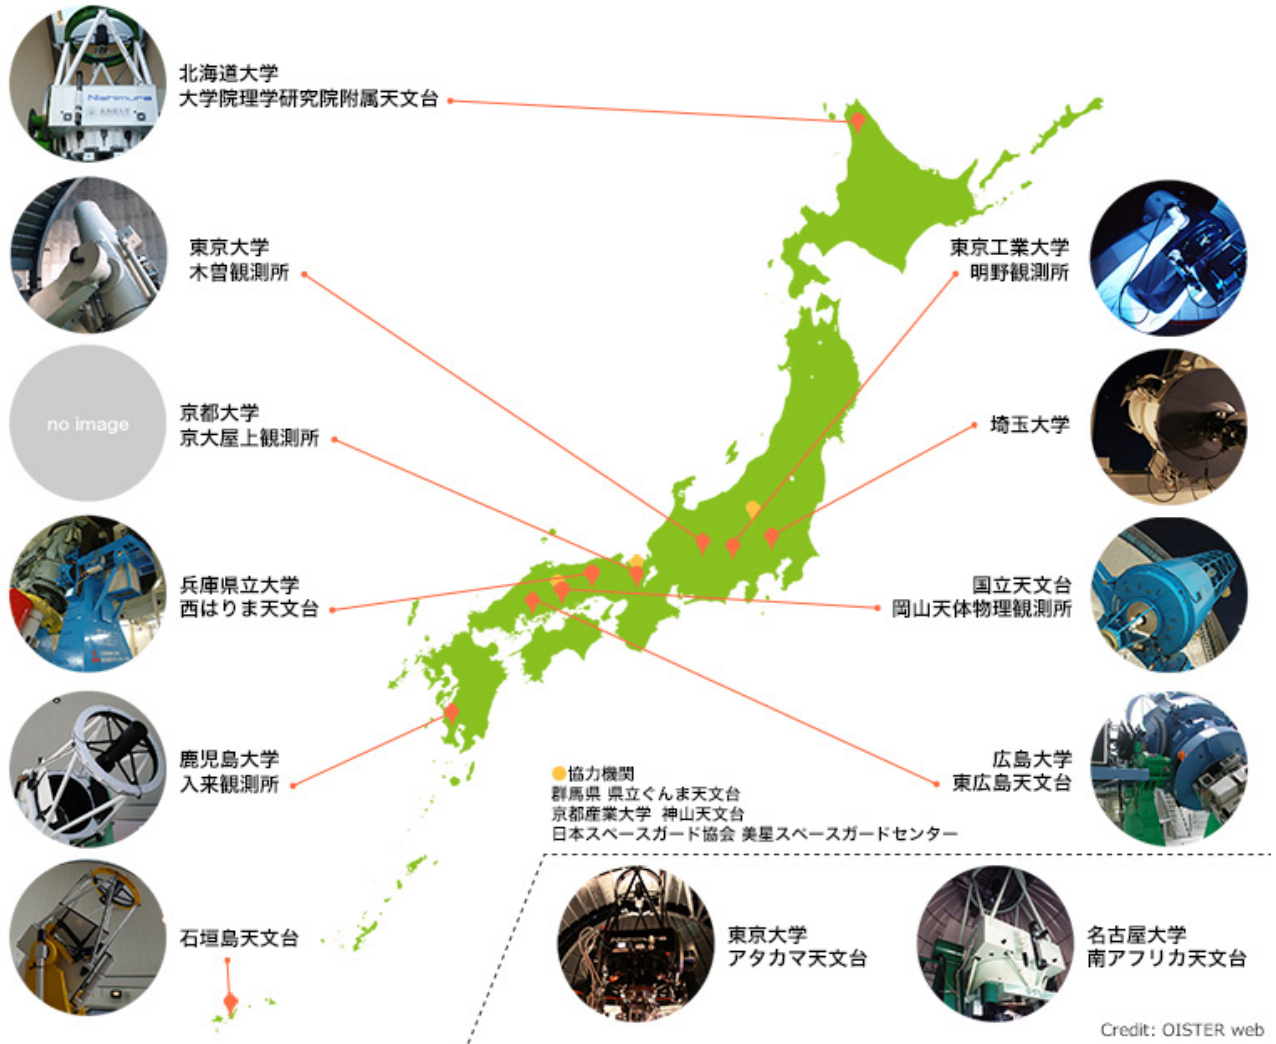 北海道大学
大学院理学研究院附属天文台
Nishimura
北海道大学
東京大学
木曽観測所
東京工業大学
明野観測所
no image
京都大学
京大屋上観測所
埼玉大学
兵庫県立大学
西はりま天文台
国立天文台
岡山天体物理観測所
鹿児島大学
入来観測所
広島大学
東広島天文台
協力機関
群馬県 県立ぐんま天文台
京都産業大学 神山天文台
日本スペースガード協会 美星スペースガードセンター
石垣島天文台
東京大学
アタカマ天文台
名古屋大学
南アフリカ天文台
Credit: OISTER web